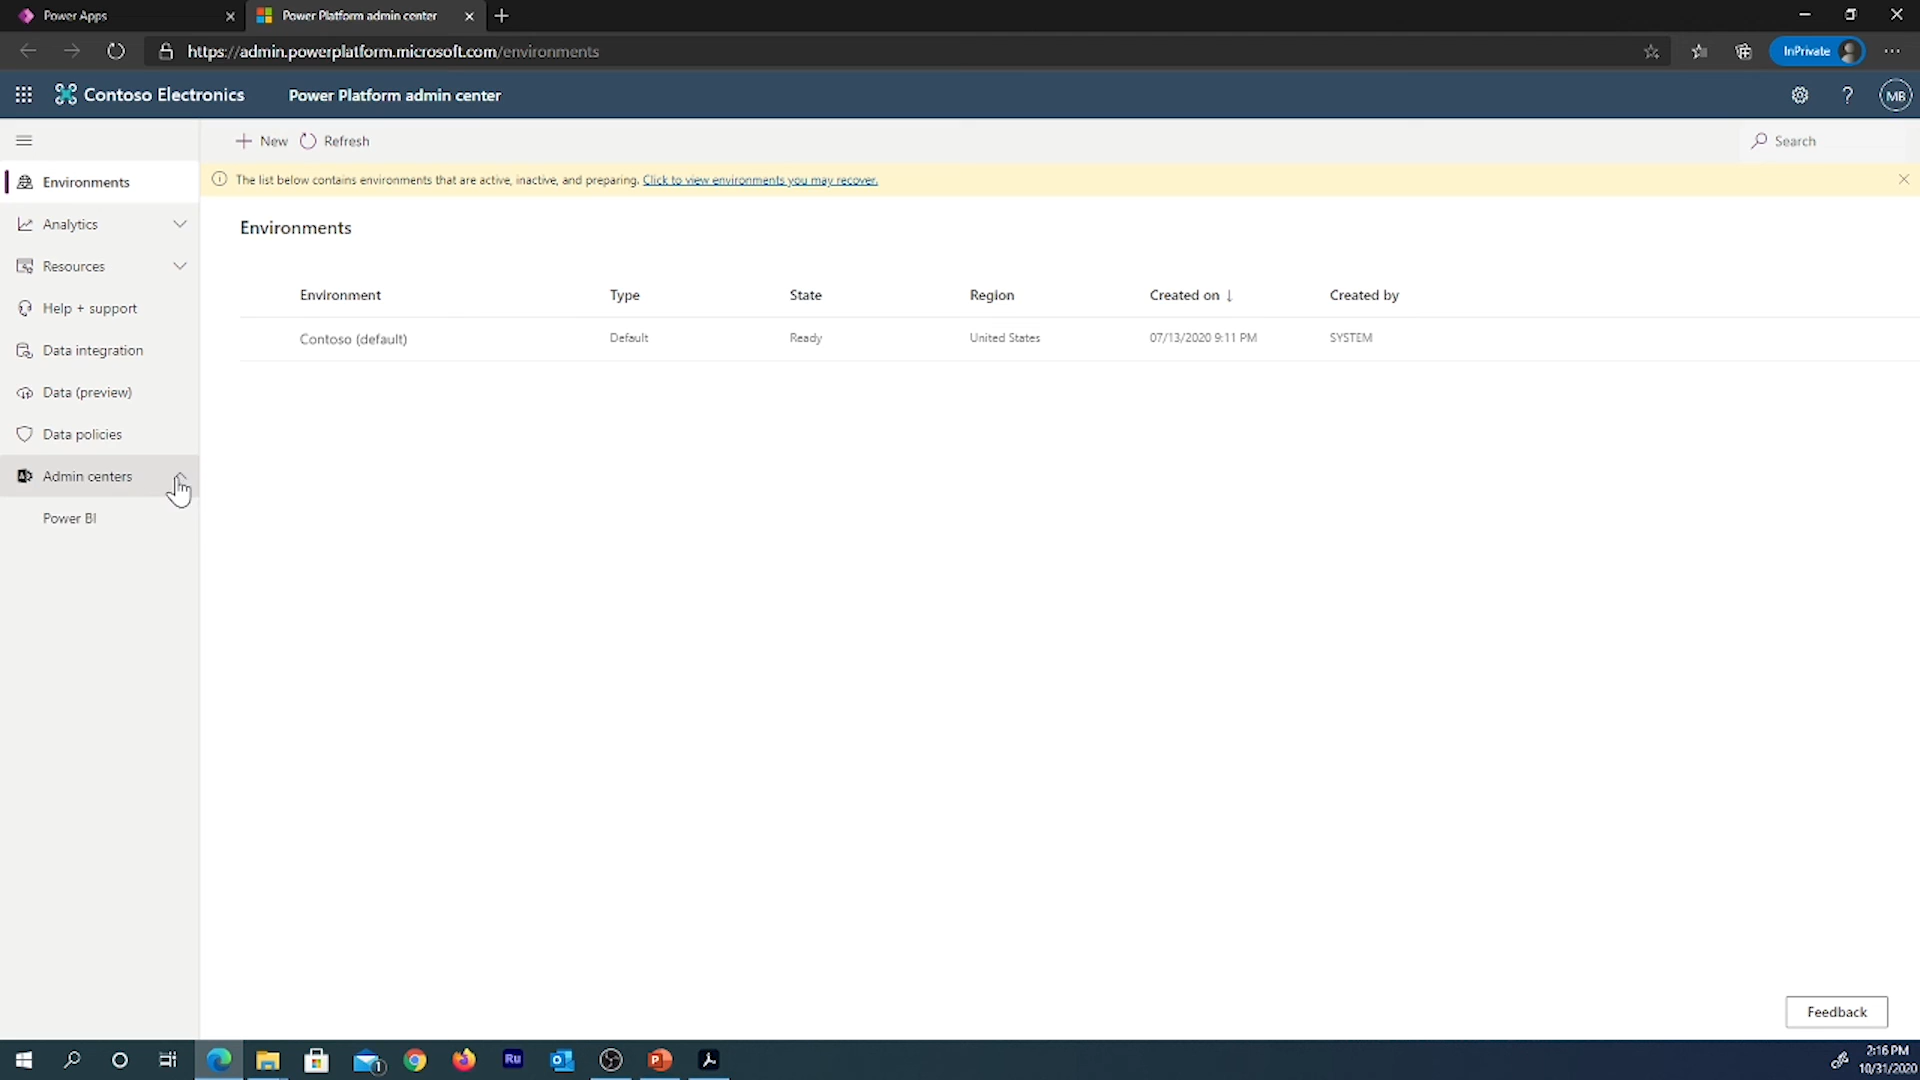 Power Apps
Power Platform admin center
https://admin.powerplatform.microsoft.com/environments
InPrivate
Contoso Electronics
Power Platform admin center
MB
New
Refresh
Search
Environments
The list below contains environments that are active, inactive, and preparing. Click to view environments you may recover.
Analytics
Resources
Help + support
Data integration
Data (preview)
Data policies
Admin centers
Power BI
Environments
Environment Type State Region Created on ↓ Created by
Contoso (default) Default Ready United States 07/13/2020 9:11 PM SYSTEM
Feedback
Ru
1
2:16 PM
10/31/2020